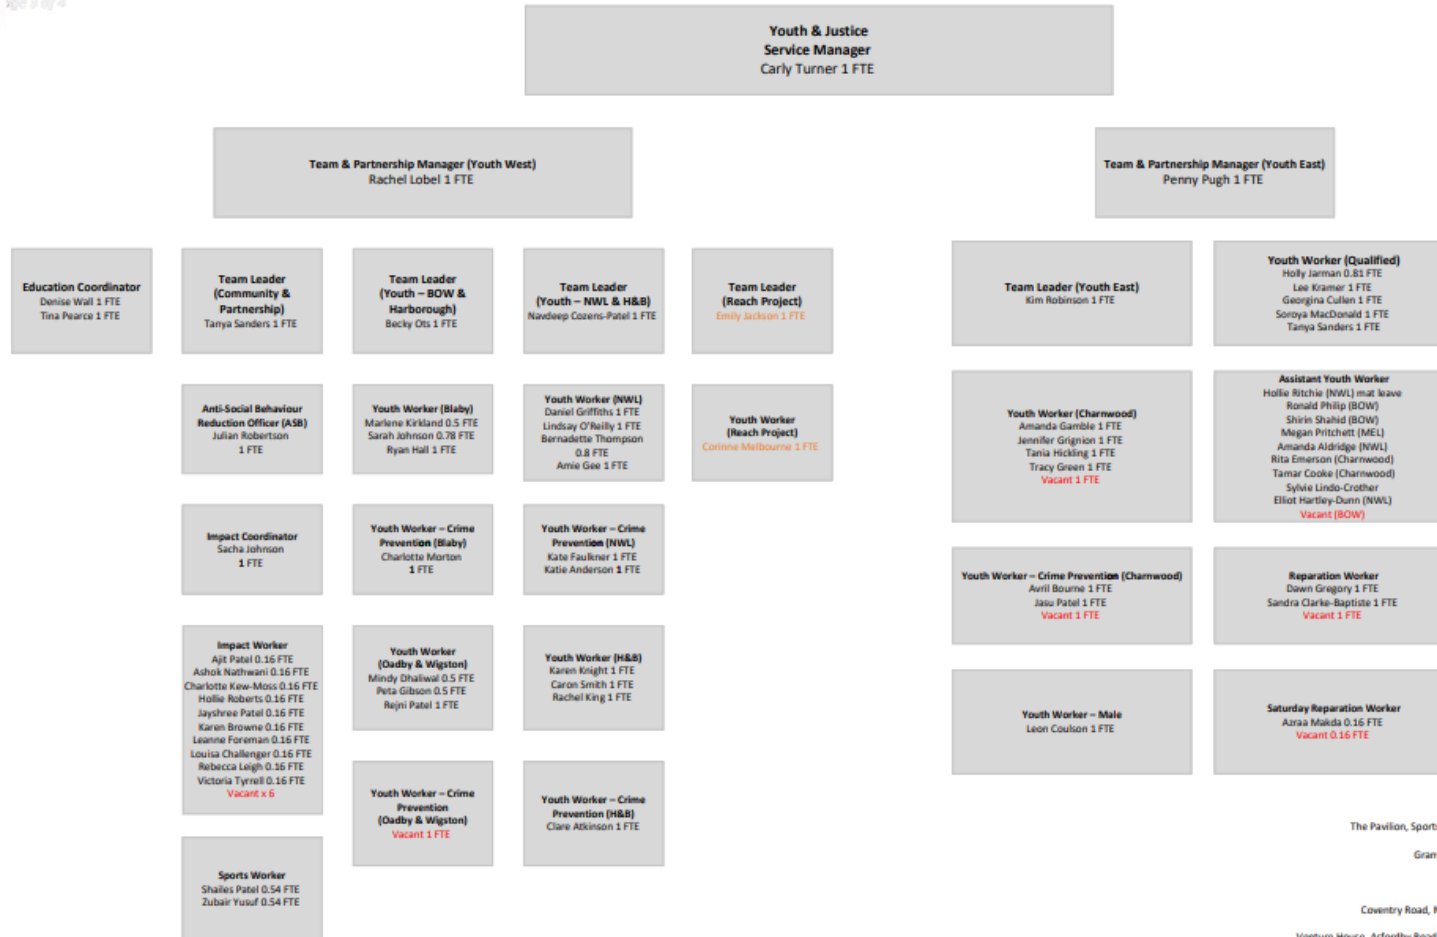 Page 3 of 4
Youth & Justice
Service Manager
Carly Turner 1 FTE
Team & Partnership Manager (Youth West)
Rachel Lobel 1 FTE
Team & Partnership Manager (Youth East)
Penny Pugh 1 FTE
Education Coordinator
Denise Wall 1 FTE
Tina Pearce 1 FTE
Team Leader
(Community &
Partnership)
Tanya Sanders 1 FTE
Team Leader
(Youth – BOW &
Harborough)
Becky Ots 1 FTE
Team Leader
(Youth – NWL & H&B)
Navdeep Cozens-Patel 1 FTE
Team Leader
(Reach Project)
Emily Jackson 1 FTE
Team Leader (Youth East)
Kim Robinson 1 FTE
Youth Worker (Qualified)
Holly Jarman 0.81 FTE
Lee Kramer 1 FTE
Georgina Cullen 1 FTE
Soroya MacDonald 1 FTE
Tanya Sanders 1 FTE
Anti-Social Behaviour
Reduction Officer (ASB)
Julian Robertson
1 FTE
Youth Worker (Blaby)
Marlene Kirkland 0.5 FTE
Sarah Johnson 0.78 FTE
Ryan Hall 1 FTE
Youth Worker (NWL)
Daniel Griffiths 1 FTE
Lindsay O'Reilly 1 FTE
Bernadette Thompson
0.8 FTE
Amie Gee 1 FTE
Youth Worker
(Reach Project)
Corinne Melbourne 1 FTE
Youth Worker (Charnwood)
Amanda Gamble 1 FTE
Jennifer Grignion 1 FTE
Tania Hickling 1 FTE
Tracy Green 1 FTE
Vacant 1 FTE
Assistant Youth Worker
Hollie Ritchie (NWL) mat leave
Ronald Philip (BOW)
Shirin Shahid (BOW)
Megan Pritchett (MEL)
Amanda Aldridge (NWL)
Rita Emerson (Charnwood)
Tamar Cooke (Charnwood)
Sylvie Lindo-Crother
Elliot Hartley-Dunn (NWL)
Vacant (BOW)
Impact Coordinator
Sacha Johnson
1 FTE
Youth Worker – Crime
Prevention (Blaby)
Charlotte Morton
1 FTE
Youth Worker – Crime
Prevention (NWL)
Kate Faulkner 1 FTE
Katie Anderson 1 FTE
Youth Worker – Crime Prevention (Charnwood)
Avril Bourne 1 FTE
Jasu Patel 1 FTE
Vacant 1 FTE
Reparation Worker
Dawn Gregory 1 FTE
Sandra Clarke-Baptiste 1 FTE
Vacant 1 FTE
Impact Worker
Ajit Patel 0.16 FTE
Ashok Nathwani 0.16 FTE
Charlotte Kew-Moss 0.16 FTE
Hollie Roberts 0.16 FTE
Jayshree Patel 0.16 FTE
Karen Browne 0.16 FTE
Leanne Foreman 0.16 FTE
Louisa Challenger 0.16 FTE
Rebecca Leigh 0.16 FTE
Victoria Tyrrell 0.16 FTE
Vacant x 6
Youth Worker
(Oadby & Wigston)
Mindy Dhaliwal 0.5 FTE
Peta Gibson 0.5 FTE
Rejni Patel 1 FTE
Youth Worker (H&B)
Karen Knight 1 FTE
Caron Smith 1 FTE
Rachel King 1 FTE
Youth Worker – Male
Leon Coulson 1 FTE
Saturday Reparation Worker
Azraa Makda 0.16 FTE
Vacant 0.16 FTE
Youth Worker – Crime
Prevention
(Oadby & Wigston)
Vacant 1 FTE
Youth Worker – Crime
Prevention (H&B)
Clare Atkinson 1 FTE
Sports Worker
Shailes Patel 0.54 FTE
Zubair Yusuf 0.54 FTE
The Pavilion, Sports
Coventry Road,
Venture House, Asfordby Road